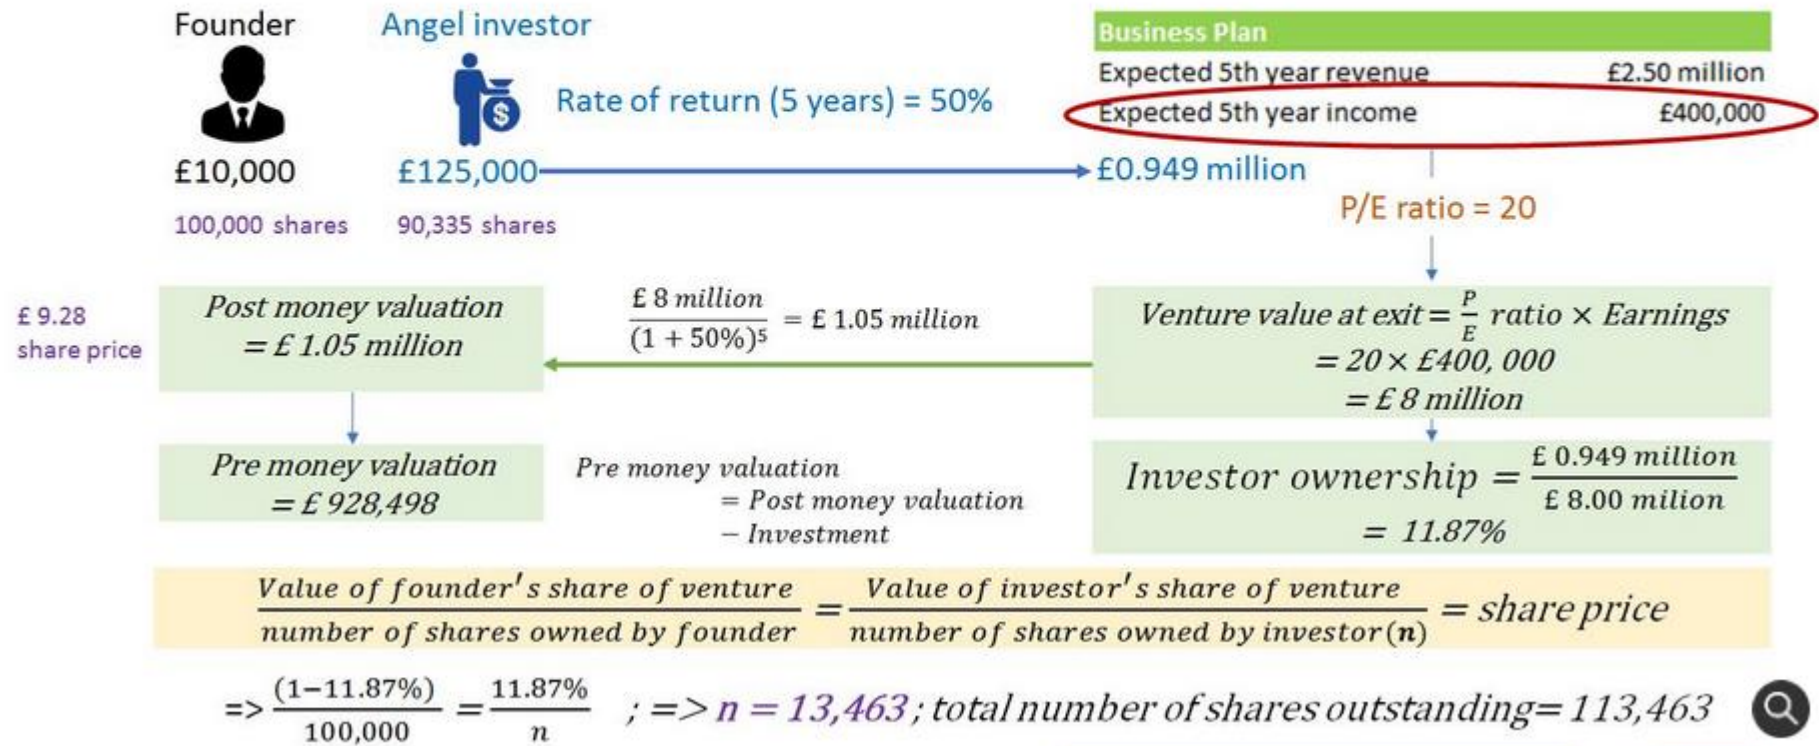 Founder
Angel investor
Rate of return (5 years) = 50%
£10,000
£125,000
£0.949 million
100,000 shares
90,335 shares
Business Plan
Expected 5th year revenue £2.50 million
Expected 5th year income £400,000
P/E ratio = 20
£ 9.28
share price
Post money valuation
= £ 1.05 million
£ 8 million / (1 + 50%)⁵ = £ 1.05 million
Venture value at exit = P/E ratio × Earnings
= 20 × £400, 000
= £ 8 million
Pre money valuation
= £ 928,498
Pre money valuation
= Post money valuation
− Investment
Investor ownership = £ 0.949 million / £ 8.00 milion
= 11.87%
Value of founder's share of venture / number of shares owned by founder = Value of investor's share of venture / number of shares owned by investor(n) = share price
=> (1−11.87%) / 100,000 = 11.87% / n ; => n = 13,463; total number of shares outstanding= 113,463